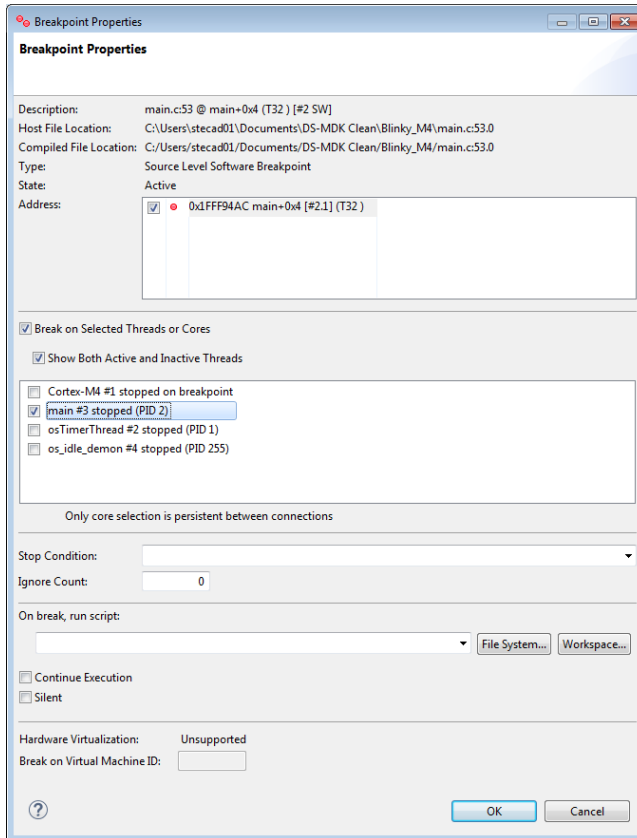 Breakpoint Properties
Breakpoint Properties
Description: main.c:53 @ main+0x4 (T32 ) [#2 SW]
Host File Location: C:\Users\stecad01\Documents\DS-MDK Clean\Blinky_M4\main.c:53.0
Compiled File Location: C:/Users/stecad01/Documents/DS-MDK Clean/Blinky_M4/main.c:53.0
Type: Source Level Software Breakpoint
State: Active
Address: 0x1FFF94AC main+0x4 [#2.1] (T32 )
Break on Selected Threads or Cores
Show Both Active and Inactive Threads
Cortex-M4 #1 stopped on breakpoint
main #3 stopped (PID 2)
osTimerThread #2 stopped (PID 1)
os_idle_demon #4 stopped (PID 255)
Only core selection is persistent between connections
Stop Condition:
Ignore Count: 0
On break, run script:
File System... Workspace...
Continue Execution
Silent
Hardware Virtualization: Unsupported
Break on Virtual Machine ID:
? OK Cancel